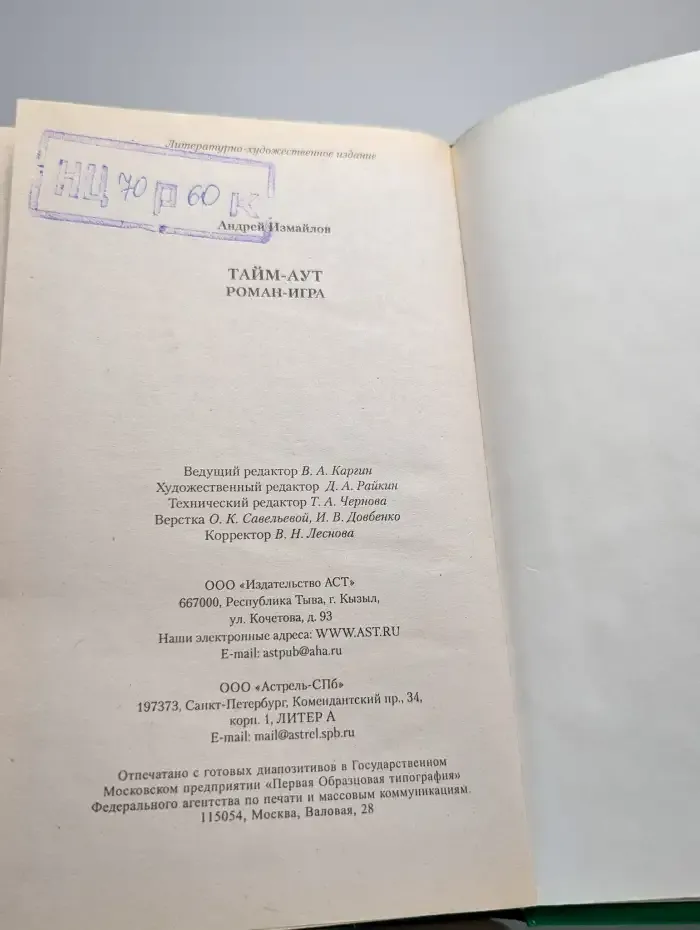 Литературно-художественное издание
НЦ 70 Р 60 К
Андрей Измайлов
ТАЙМ-АУТ
РОМАН-ИГРА
Ведущий редактор В. А. Каргин
Художественный редактор Д. А. Райкин
Технический редактор Т. А. Чернова
Верстка О. К. Савельевой, И. В. Довбенко
Корректор В. Н. Леснова
ООО «Издательство АСТ»
667000, Республика Тыва, г. Кызыл,
ул. Кочетова, д. 93
Наши электронные адреса: WWW.AST.RU
E-mail: astpub@aha.ru
ООО «Астрель-СПб»
197373, Санкт-Петербург, Комендантский пр., 34,
корп. 1, ЛИТЕР А
E-mail: mail@astrel.spb.ru
Отпечатано с готовых диапозитивов в Государственном
Московском предприятии «Первая Образцовая типография»
Федерального агентства по печати и массовым коммуникациям.
115054, Москва, Валовая, 28